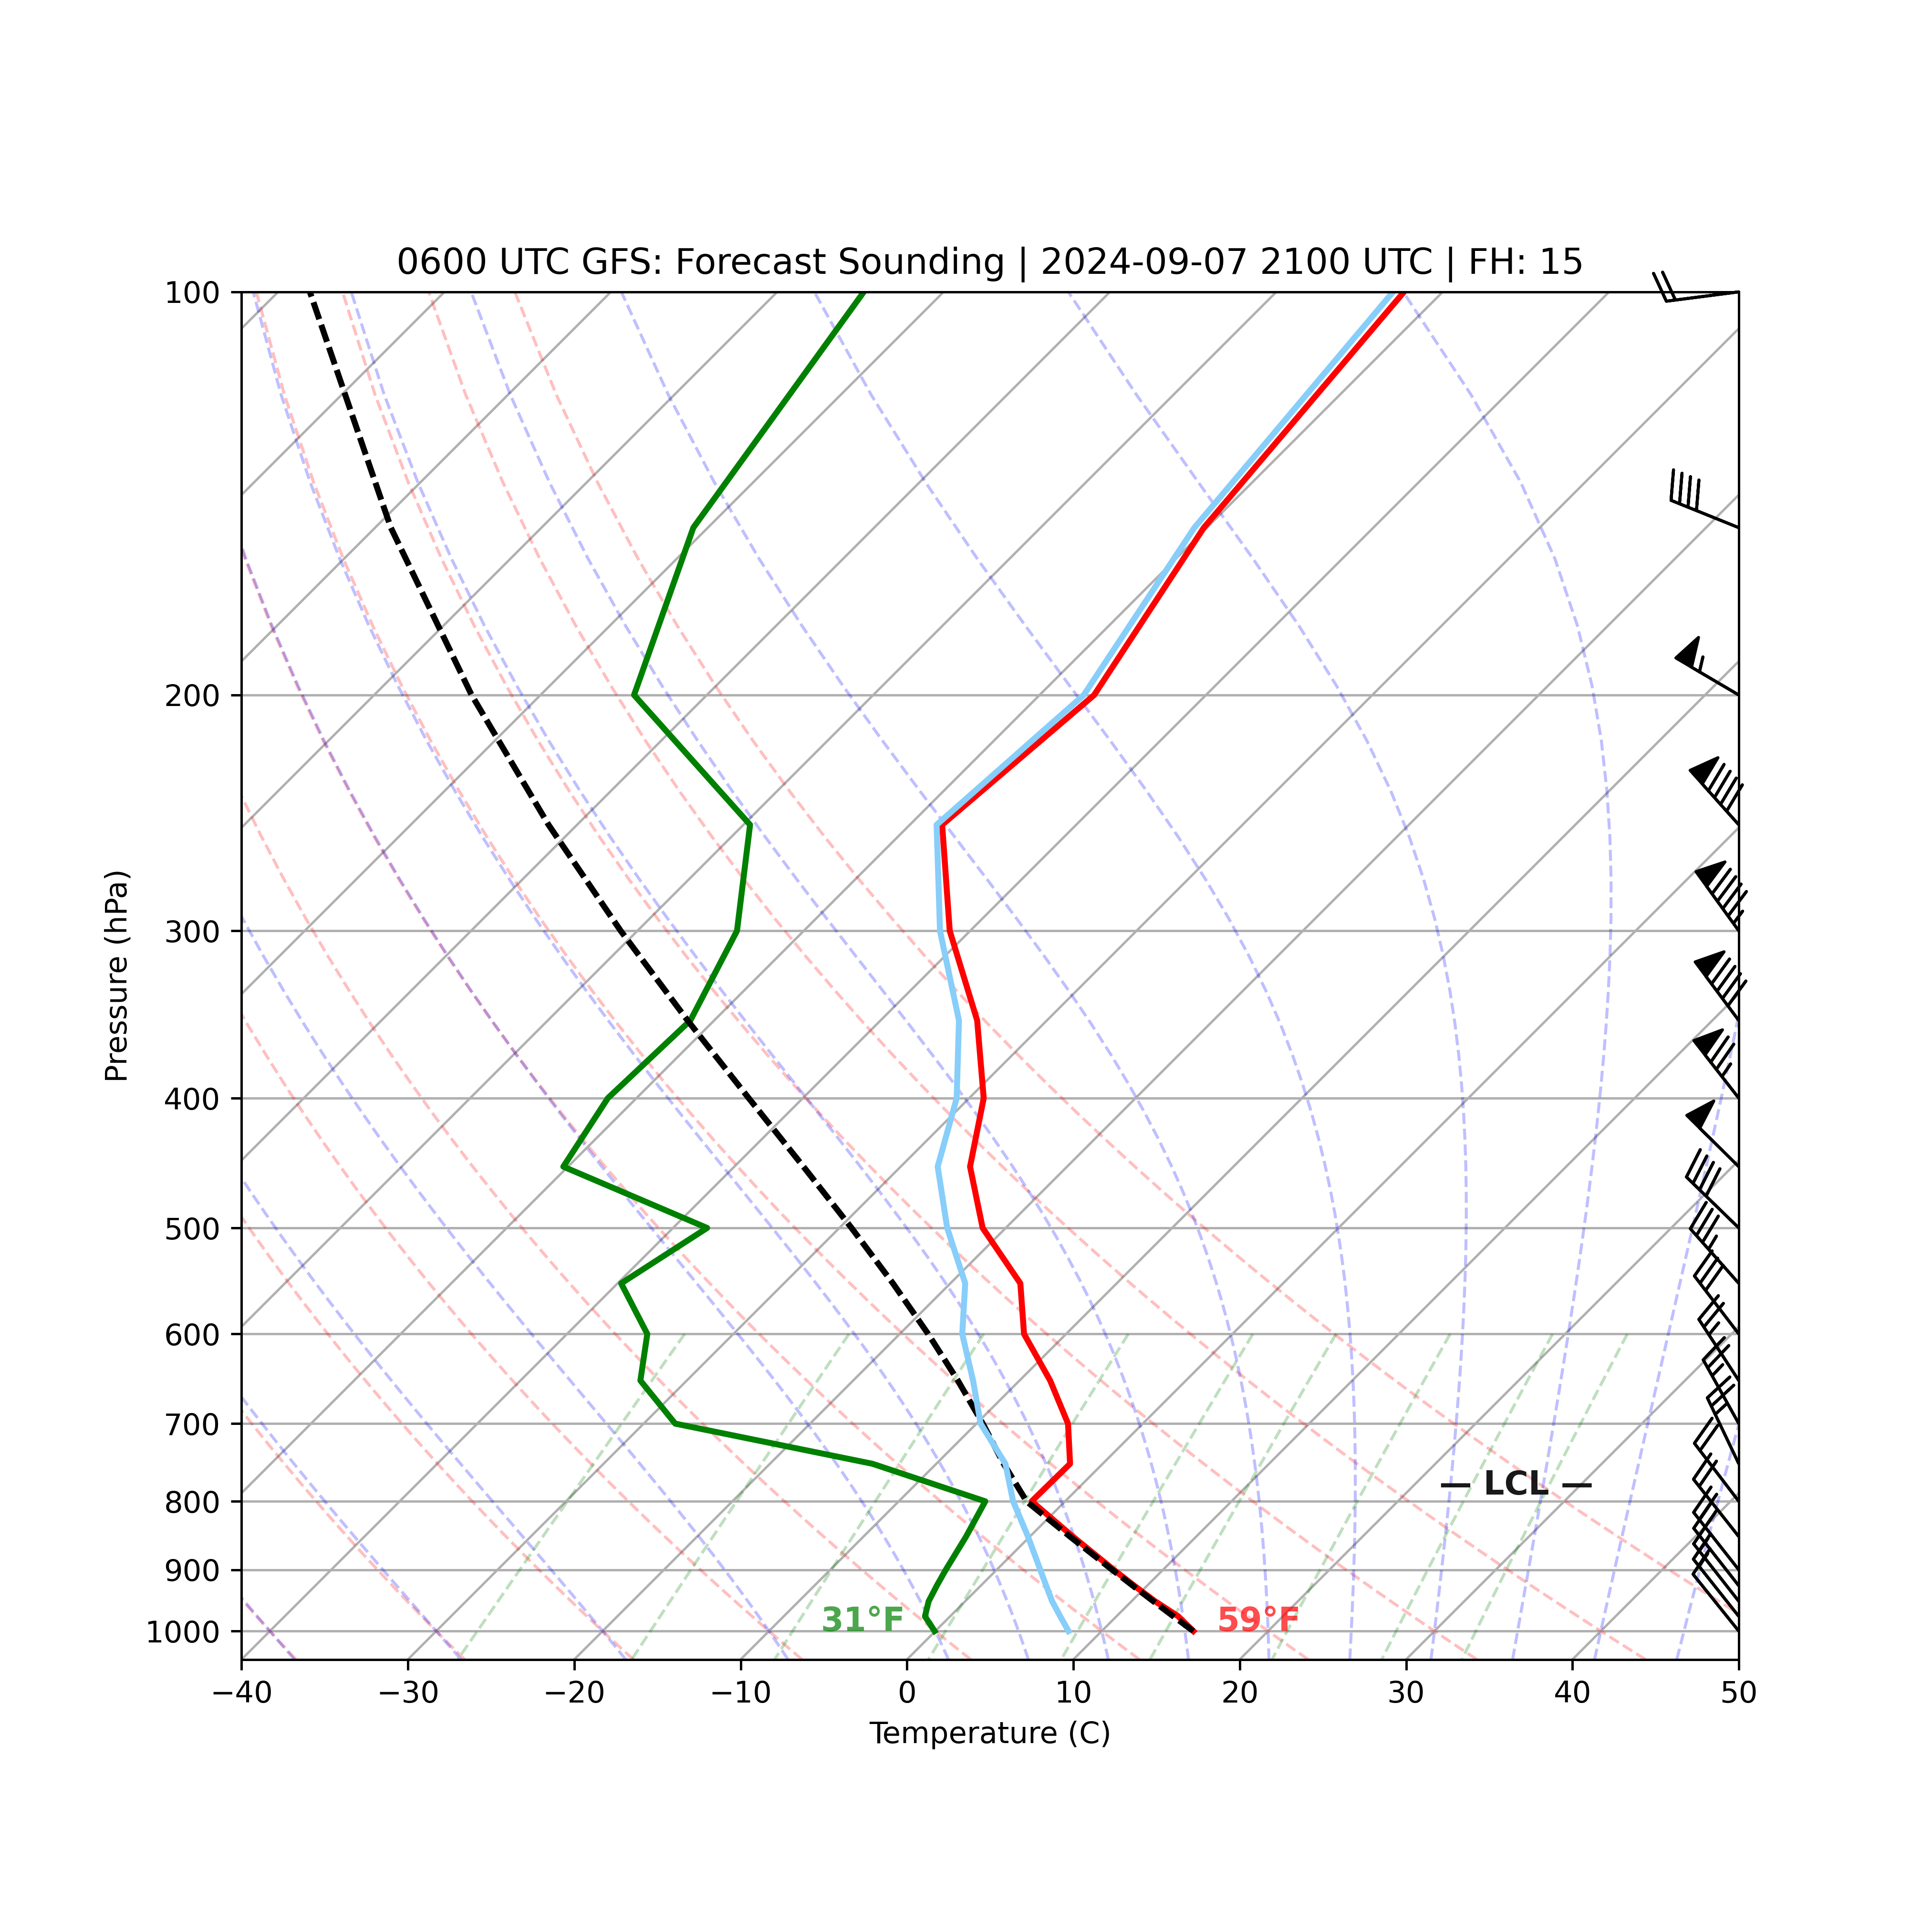 0600 UTC GFS: Forecast Sounding | 2024-09-07 2100 UTC | FH: 15
100
200
300
400
500
600
700
800
900
1000
Pressure (hPa)
— LCL —
31°F
59°F
−40 −30 −20 −10 0 10 20 30 40 50
Temperature (C)